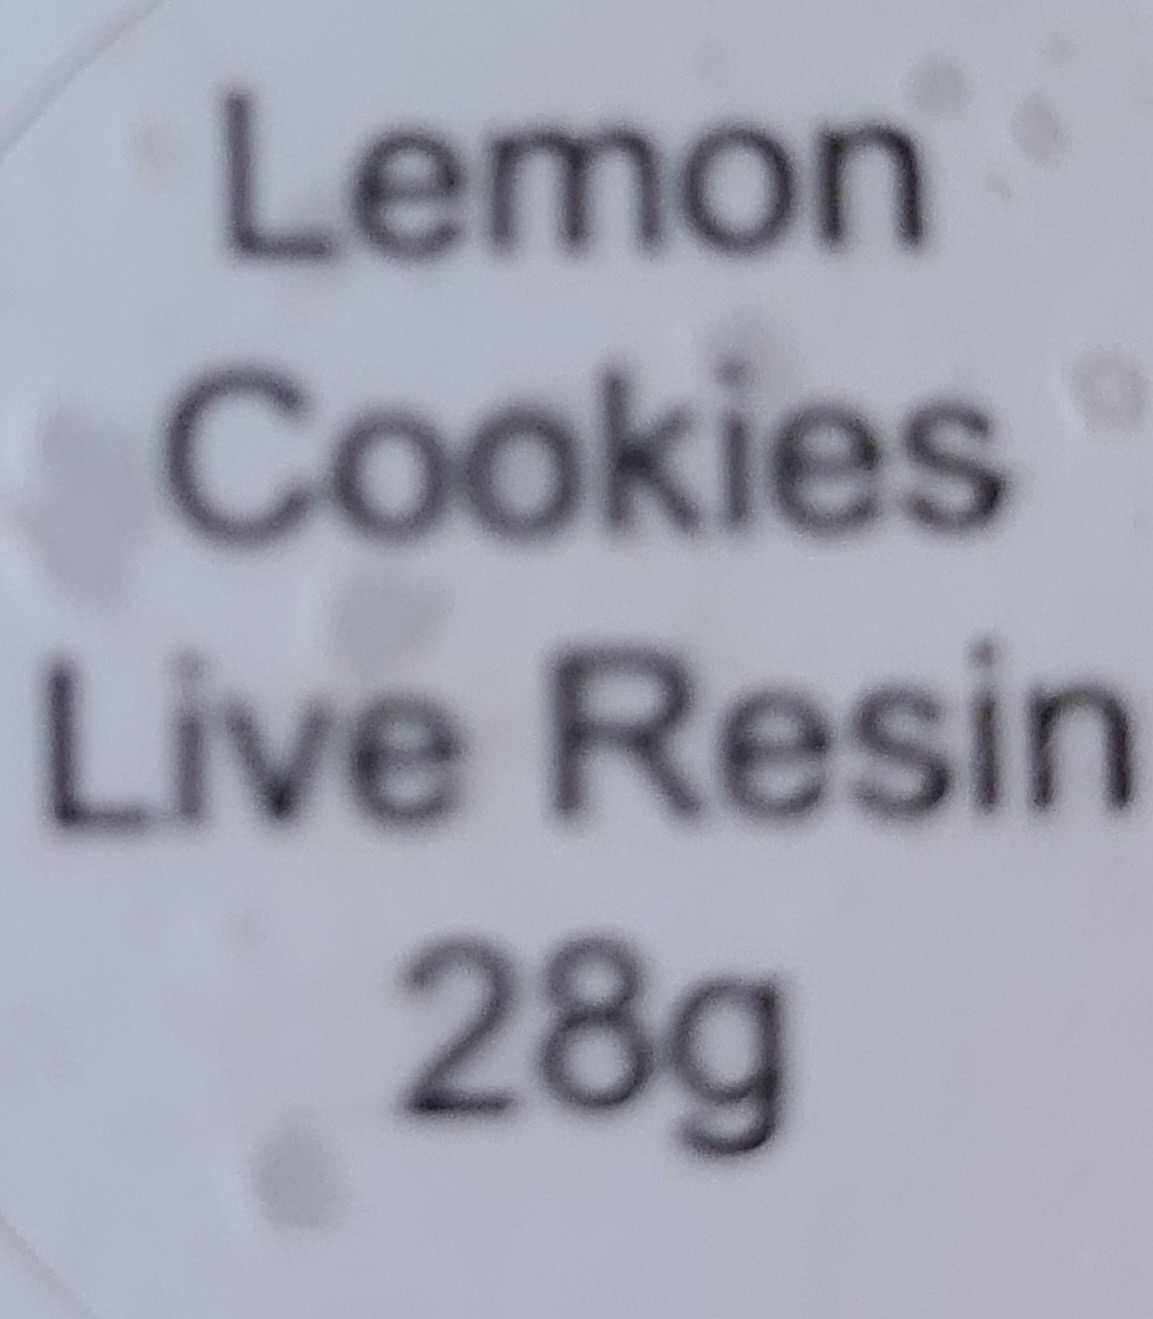 Lemon
Cookies
Live Resin
28g